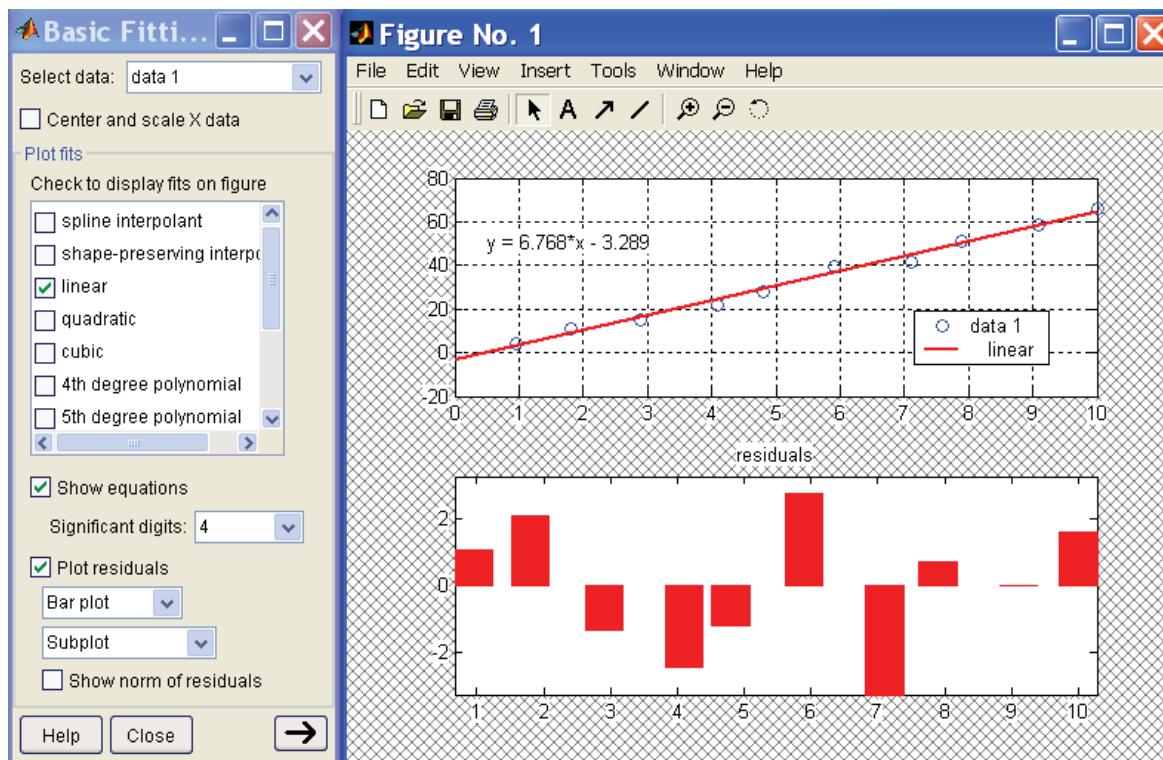 Basic Fitti...
Select data: data 1
Center and scale X data
Plot fits
Check to display fits on figure
spline interpolant
shape-preserving interp
linear
quadratic
cubic
4th degree polynomial
5th degree polynomial
Show equations
Significant digits: 4
Plot residuals
Bar plot
Subplot
Show norm of residuals
Help Close
Figure No. 1
File Edit View Insert Tools Window Help
A
80
60
40
20
0
-20
y = 6.768*x - 3.289
data 1
linear
0 1 2 3 4 5 6 7 8 9 10
residuals
2
0
-2
1 2 3 4 5 6 7 8 9 10